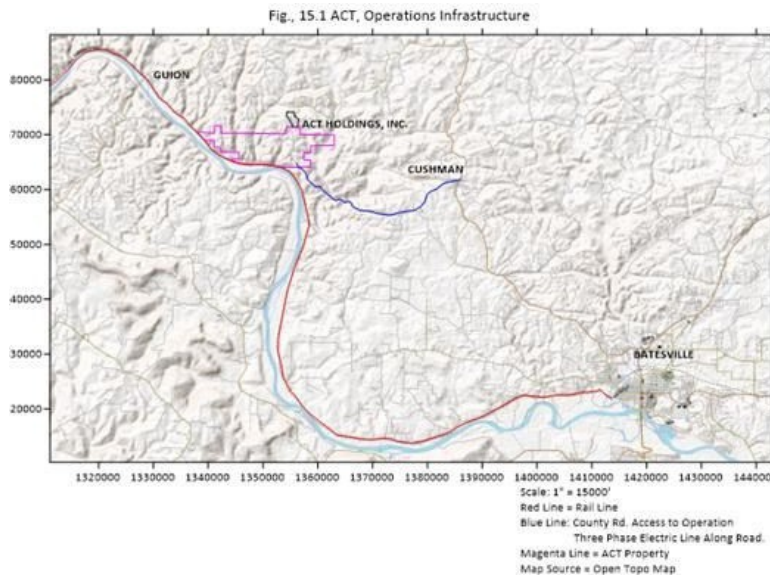 Fig., 15.1 ACT, Operations Infrastructure
80000
GUION
70000
ACT HOLDINGS, INC.
CUSHMAN
60000
50000
40000
30000
BATESVILLE
20000
1320000 1330000 1340000 1350000 1360000 1370000 1380000 1390000 1400000 1410000 1420000 1430000 1440000
Scale: 1" = 15000'
Red Line = Rail Line
Blue Line: County Rd. Access to Operation
Three Phase Electric Line Along Road.
Magenta Line = ACT Property
Map Source = Open Topo Map